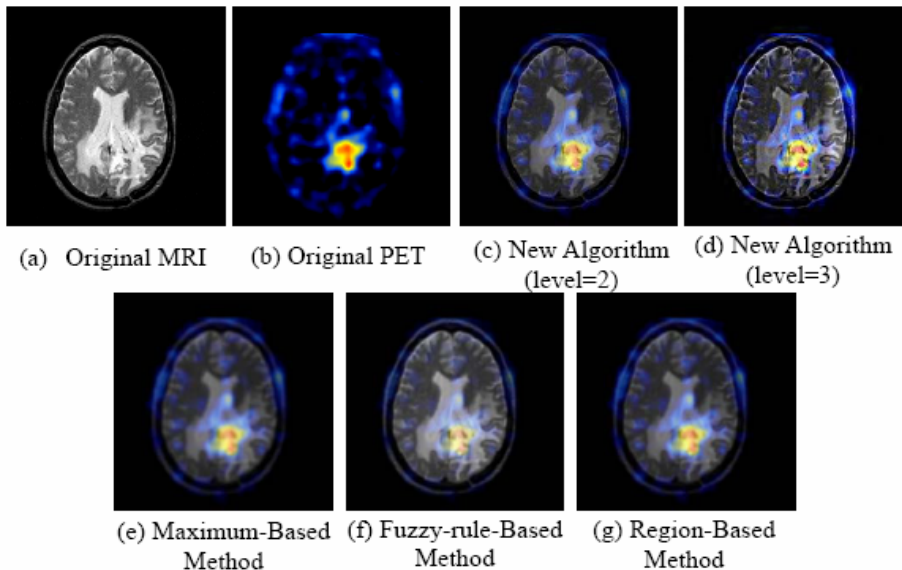 (a) Original MRI
(b) Original PET
(c) New Algorithm
(level=2)
(d) New Algorithm
(level=3)
(e) Maximum-Based
Method
(f) Fuzzy-rule-Based
Method
(g) Region-Based
Method